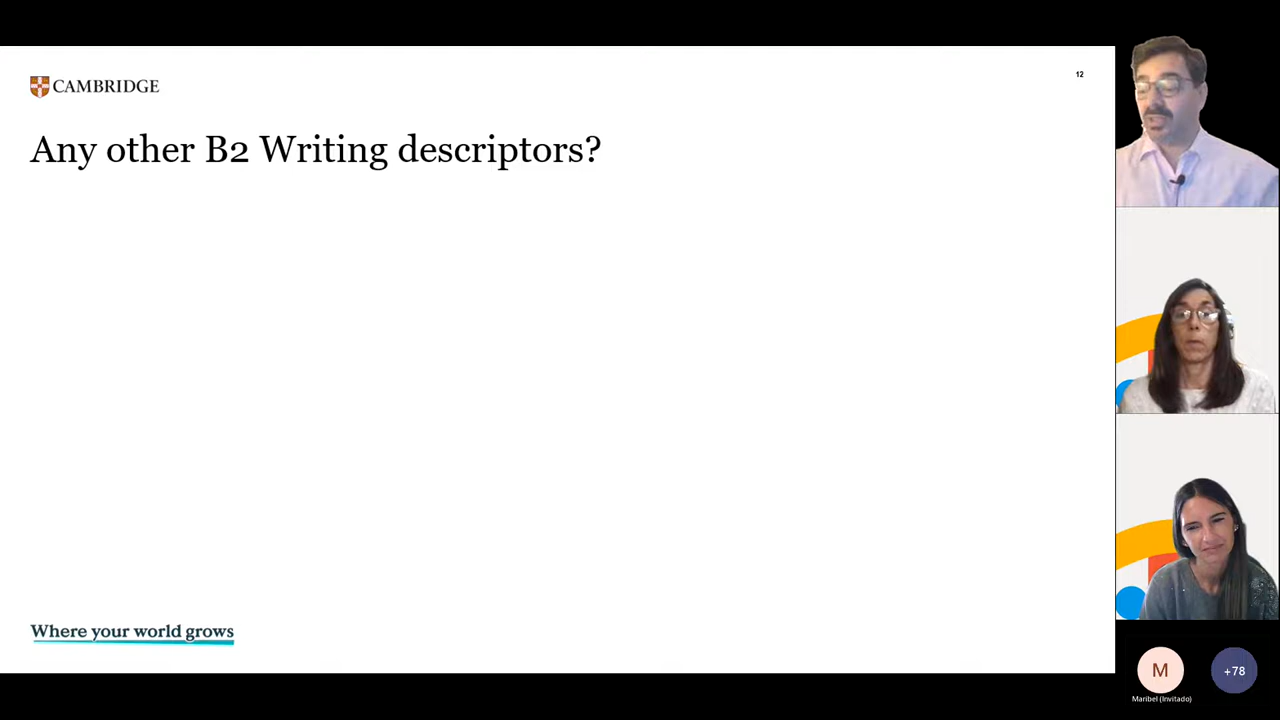 CAMBRIDGE
12
Any other B2 Writing descriptors?
Where your world grows
M
+78
Maribel (Invitado)